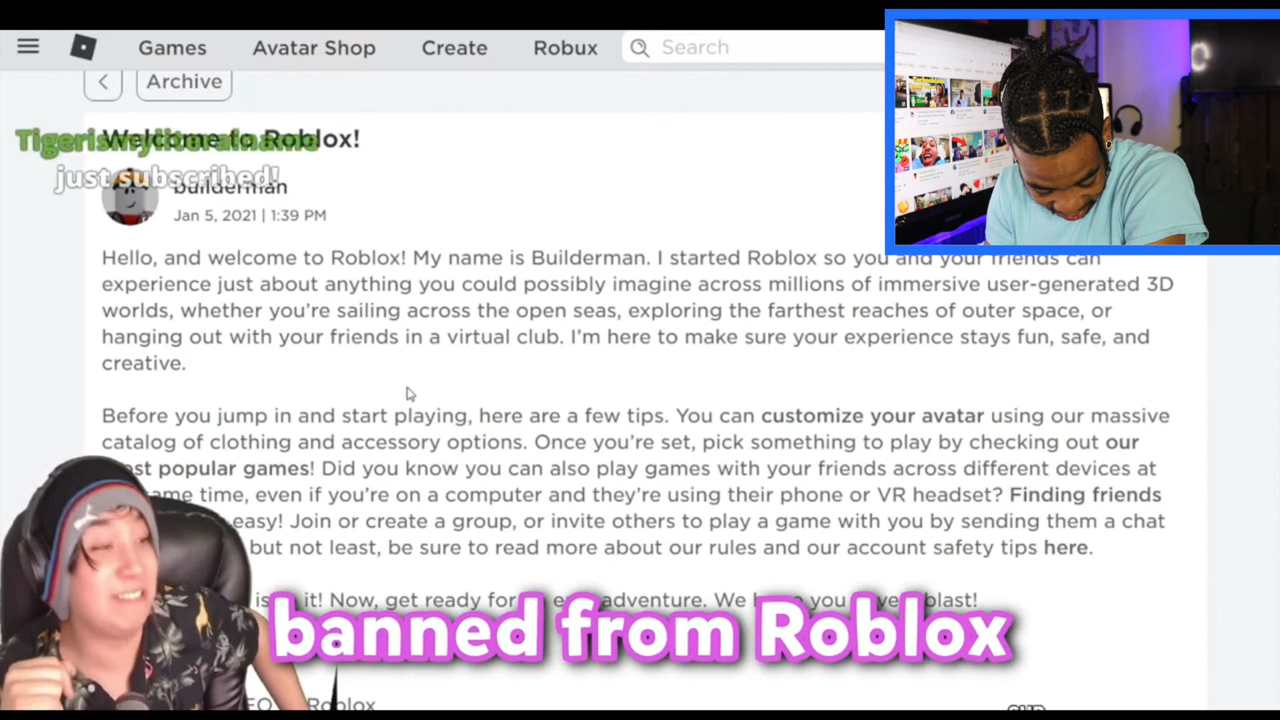 Games Avatar Shop Create Robux Search
Archive
Welcome to Roblox!
just subscribed!
Builderman
Jan 5, 2021 | 1:39 PM
Hello, and welcome to Roblox! My name is Builderman. I started Roblox so you and your friends can
experience just about anything you could possibly imagine across millions of immersive user-generated 3D
worlds, whether you're sailing across the open seas, exploring the farthest reaches of outer space, or
hanging out with your friends in a virtual club. I'm here to make sure your experience stays fun, safe, and
creative.
Before you jump in and start playing, here are a few tips. You can customize your avatar using our massive
catalog of clothing and accessory options. Once you're set, pick something to play by checking out our
popular games! Did you know you can also play games with your friends across different devices at
time, even if you're on a computer and they're using their phone or VR headset? Finding friends
easy! Join or create a group, or invite others to play a game with you by sending them a chat
but not least, be sure to read more about our rules and our account safety tips here.
it! Now, get ready for adventure. We you blast!
banned from Roblox
Roblox